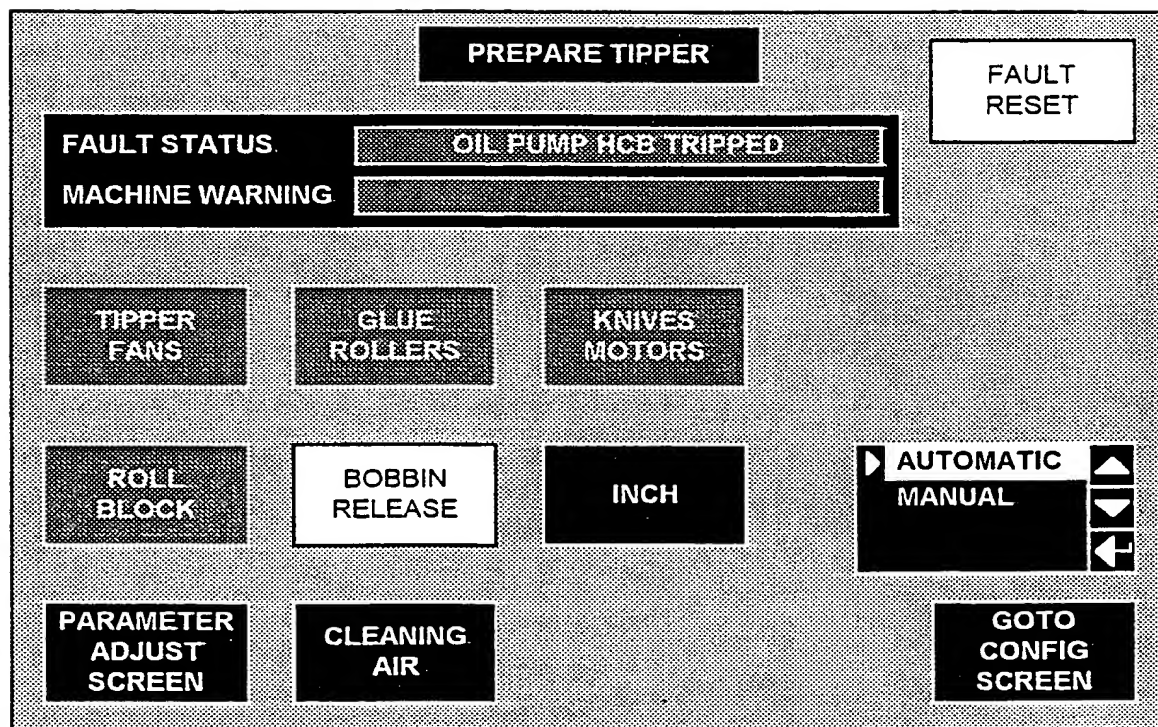 PREPARE TIPPER
FAULT
RESET
FAULT STATUS
OIL PUMP HCB TRIPPED
MACHINE WARNING
TIPPER
FANS
GLUE
ROLLERS
KNIVES
MOTORS
ROLL
BLOCK
BOBBIN
RELEASE
INCH
AUTOMATIC
MANUAL
PARAMETER
ADJUST
SCREEN
CLEANING
AIR
GOTO
CONFIG
SCREEN